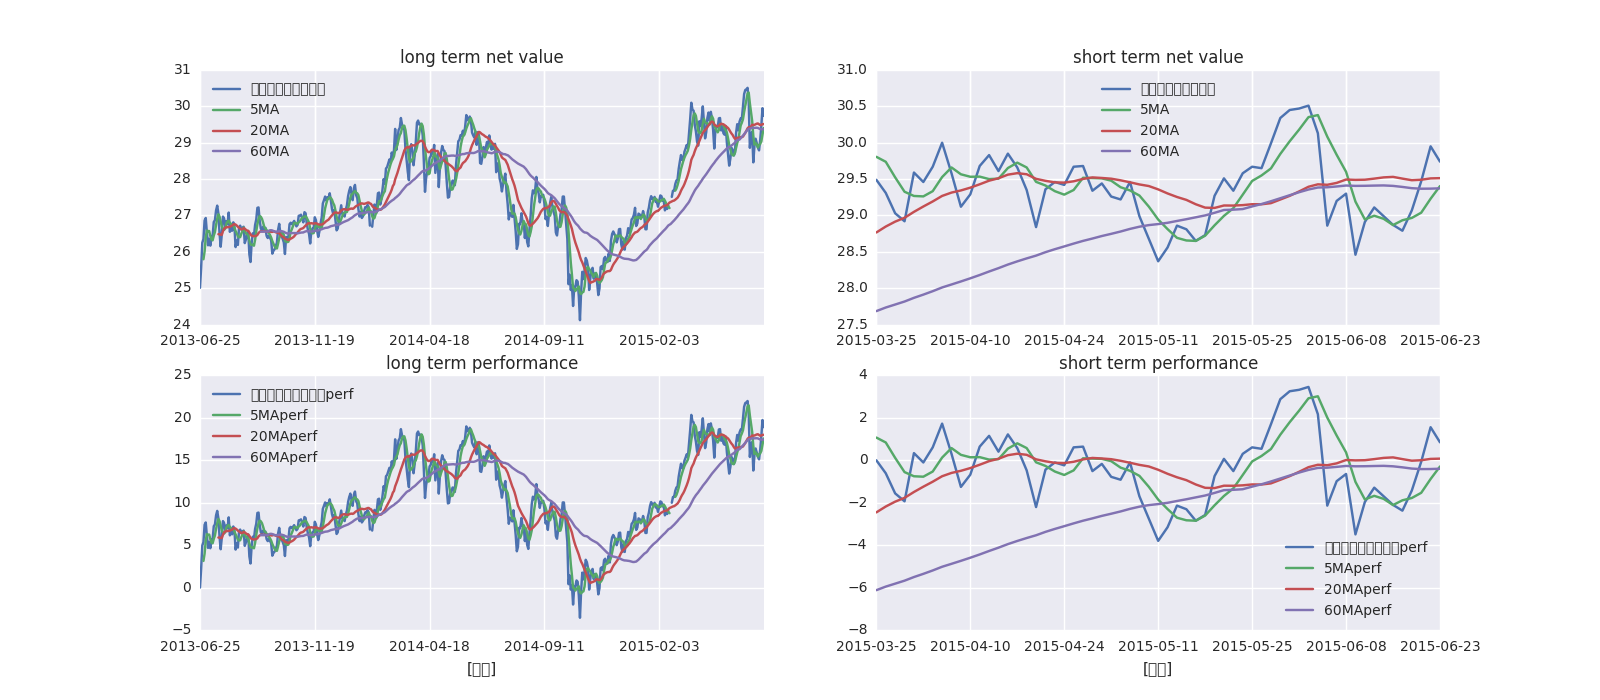 long term net value
31
30
29
28
27
26
25
24
5MA
20MA
60MA
2013-06-25 2013-11-19 2014-04-18 2014-09-11 2015-02-03
short term net value
31.0
30.5
30.0
29.5
29.0
28.5
28.0
27.5
5MA
20MA
60MA
2015-03-25 2015-04-10 2015-04-24 2015-05-11 2015-05-25 2015-06-08 2015-06-23
long term performance
25
20
15
10
5
0
−5
perf
5MAperf
20MAperf
60MAperf
2013-06-25 2013-11-19 2014-04-18 2014-09-11 2015-02-03
short term performance
4
2
0
−2
−4
−6
−8
perf
5MAperf
20MAperf
60MAperf
2015-03-25 2015-04-10 2015-04-24 2015-05-11 2015-05-25 2015-06-08 2015-06-23